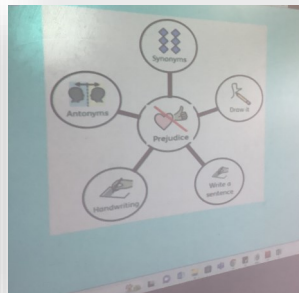 Synonyms
Antonyms
Draw it
Prejudice
Handwriting
Write a
sentence